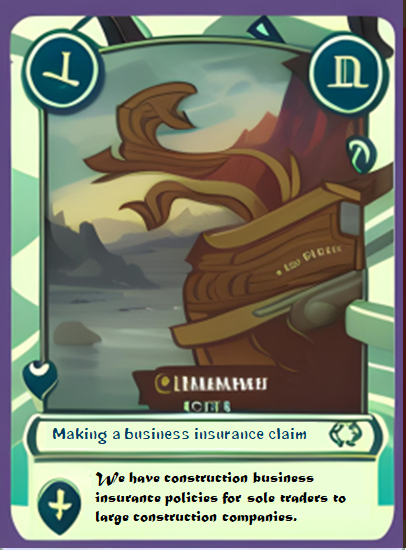 Making a business insurance claim
We have construction business
insurance policies for sole traders to
large construction companies.